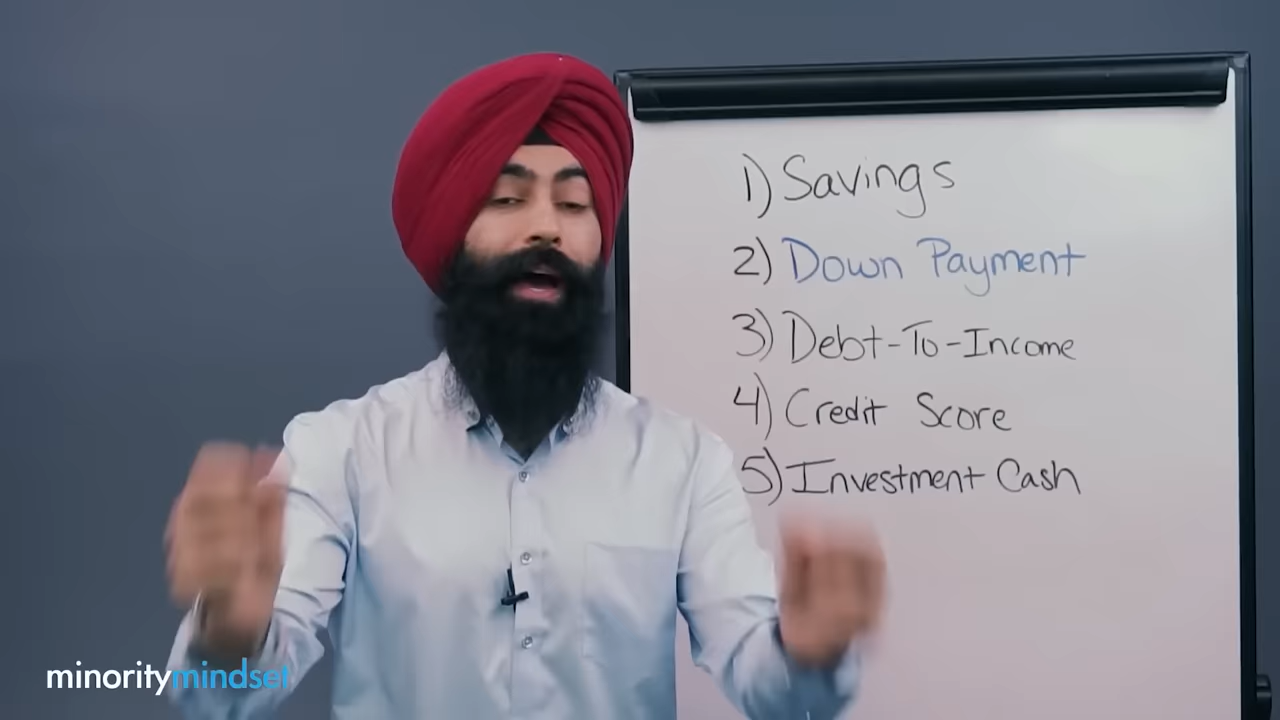 1) Savings
2) Down Payment
3) Debt-To-Income
4) Credit Score
5) Investment Cash
minoritymindset